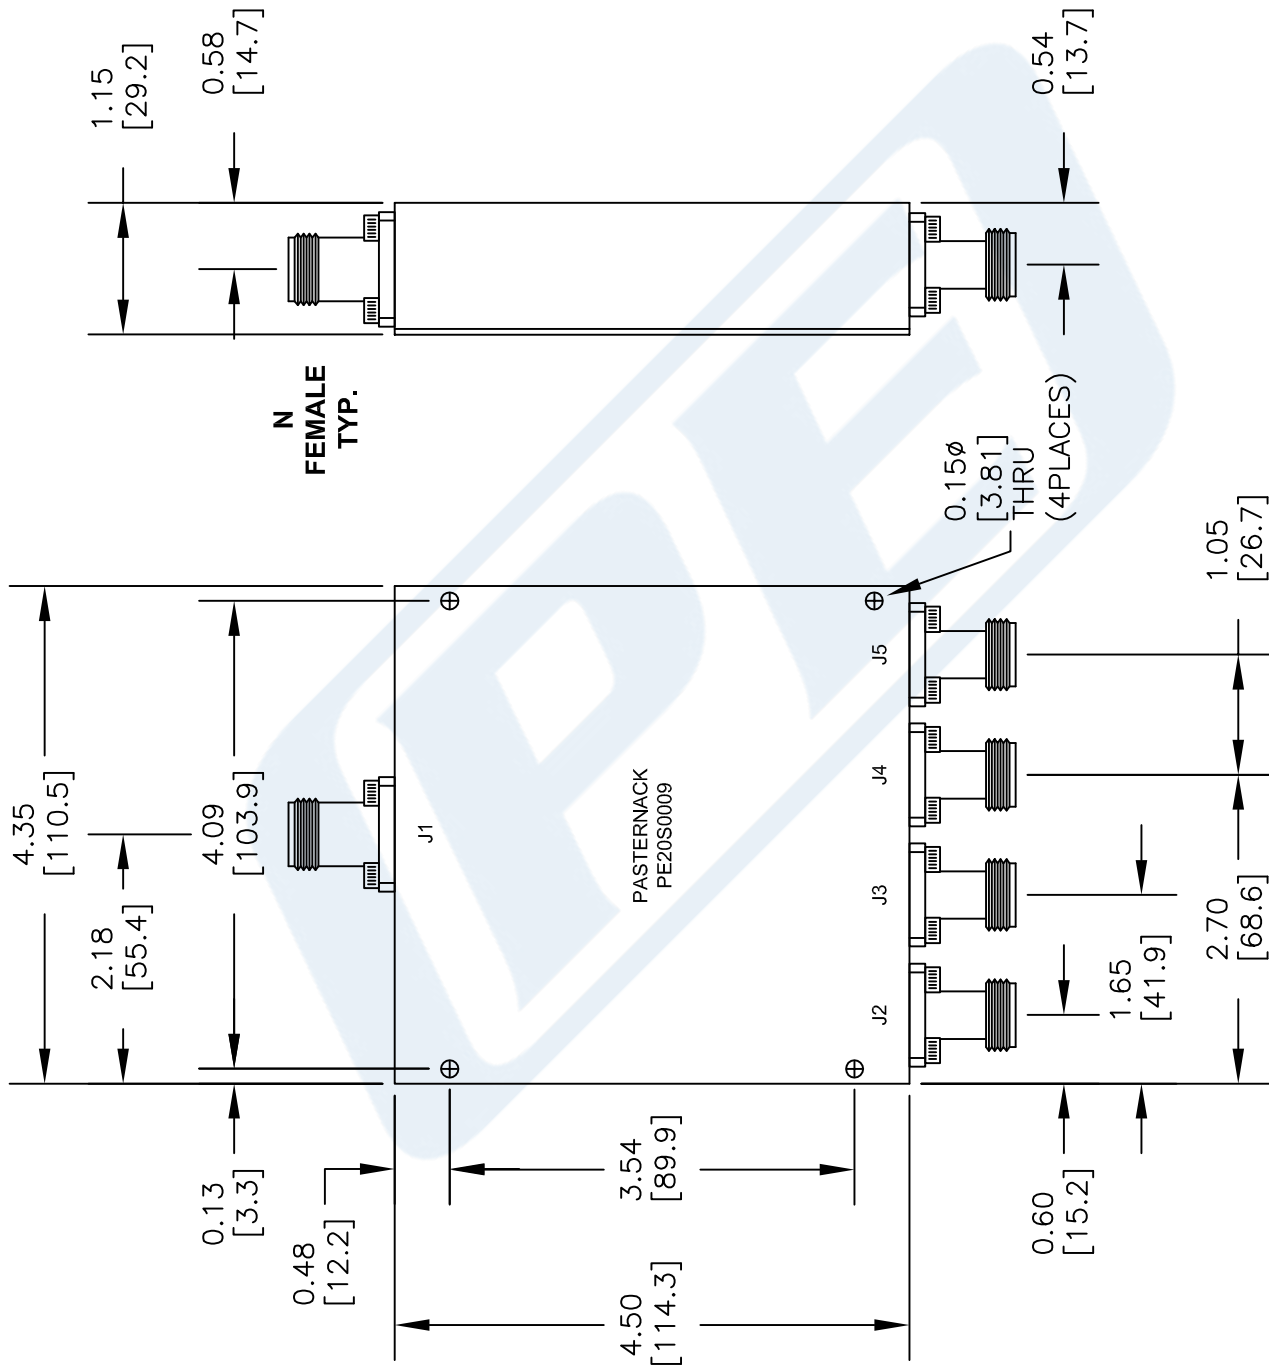 1.15
[29.2]
0.58
[14.7]
0.54
[13.7]
N
FEMALE
TYP.
0.15ø
[3.81]
THRU
(4PLACES)
1.05
[26.7]
4.35
[110.5]
4.09
[103.9]
2.18
[55.4]
J1
PASTERNACK
PE20S0009
J5
J4
J3
J2
2.70
[68.6]
1.65
[41.9]
0.60
[15.2]
0.13
[3.3]
0.48
[12.2]
3.54
[89.9]
4.50
[114.3]
PE